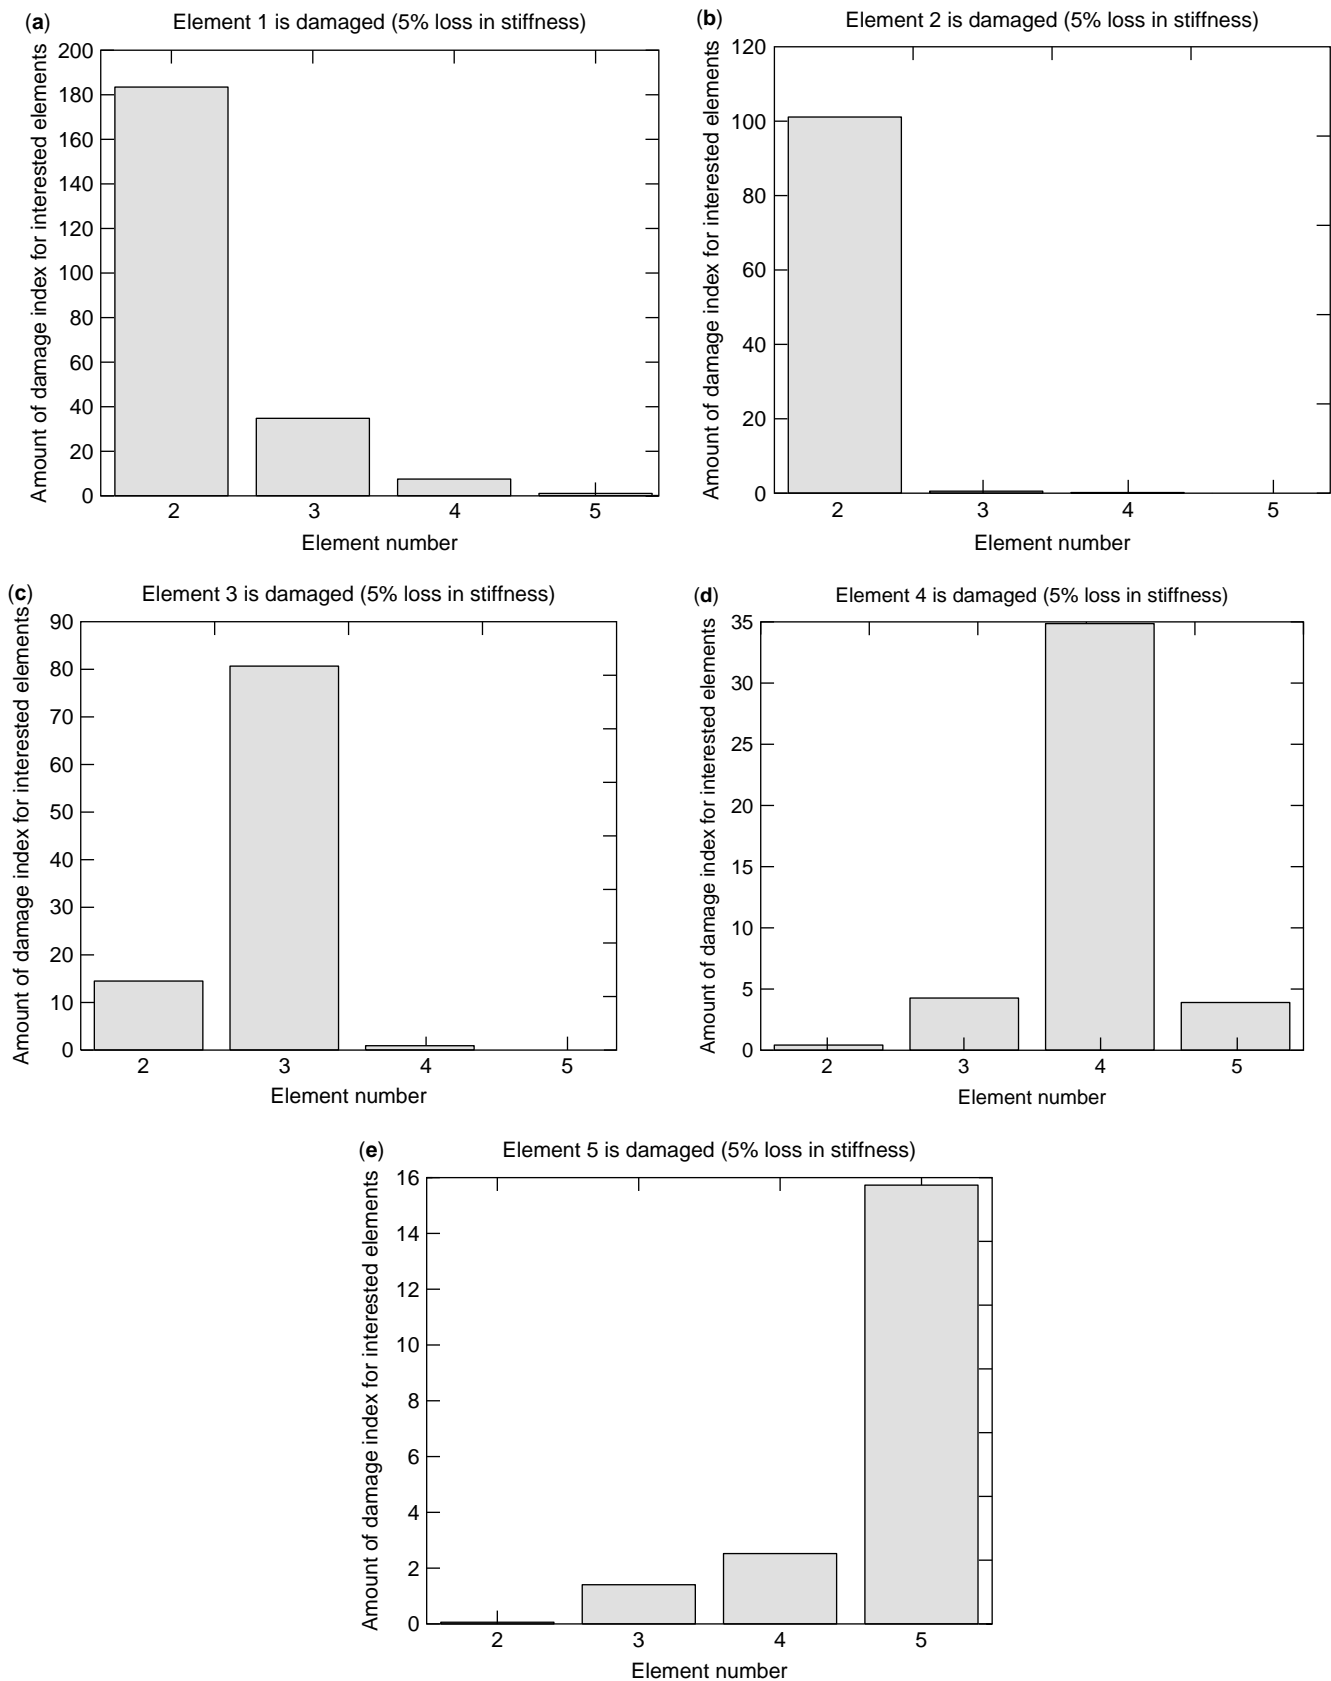 (a) Element 1 is damaged (5% loss in stiffness)
Amount of damage index for interested elements
200
180
160
140
120
100
80
60
40
20
0
2 3 4 5
Element number
(b) Element 2 is damaged (5% loss in stiffness)
Amount of damage index for interested elements
120
100
80
60
40
20
0
2 3 4 5
Element number
(c) Element 3 is damaged (5% loss in stiffness)
Amount of damage index for interested elements
90
80
70
60
50
40
30
20
10
0
2 3 4 5
Element number
(d) Element 4 is damaged (5% loss in stiffness)
Amount of damage index for interested elements
35
30
25
20
15
10
5
0
2 3 4 5
Element number
(e) Element 5 is damaged (5% loss in stiffness)
Amount of damage index for interested elements
16
14
12
10
8
6
4
2
0
2 3 4 5
Element number